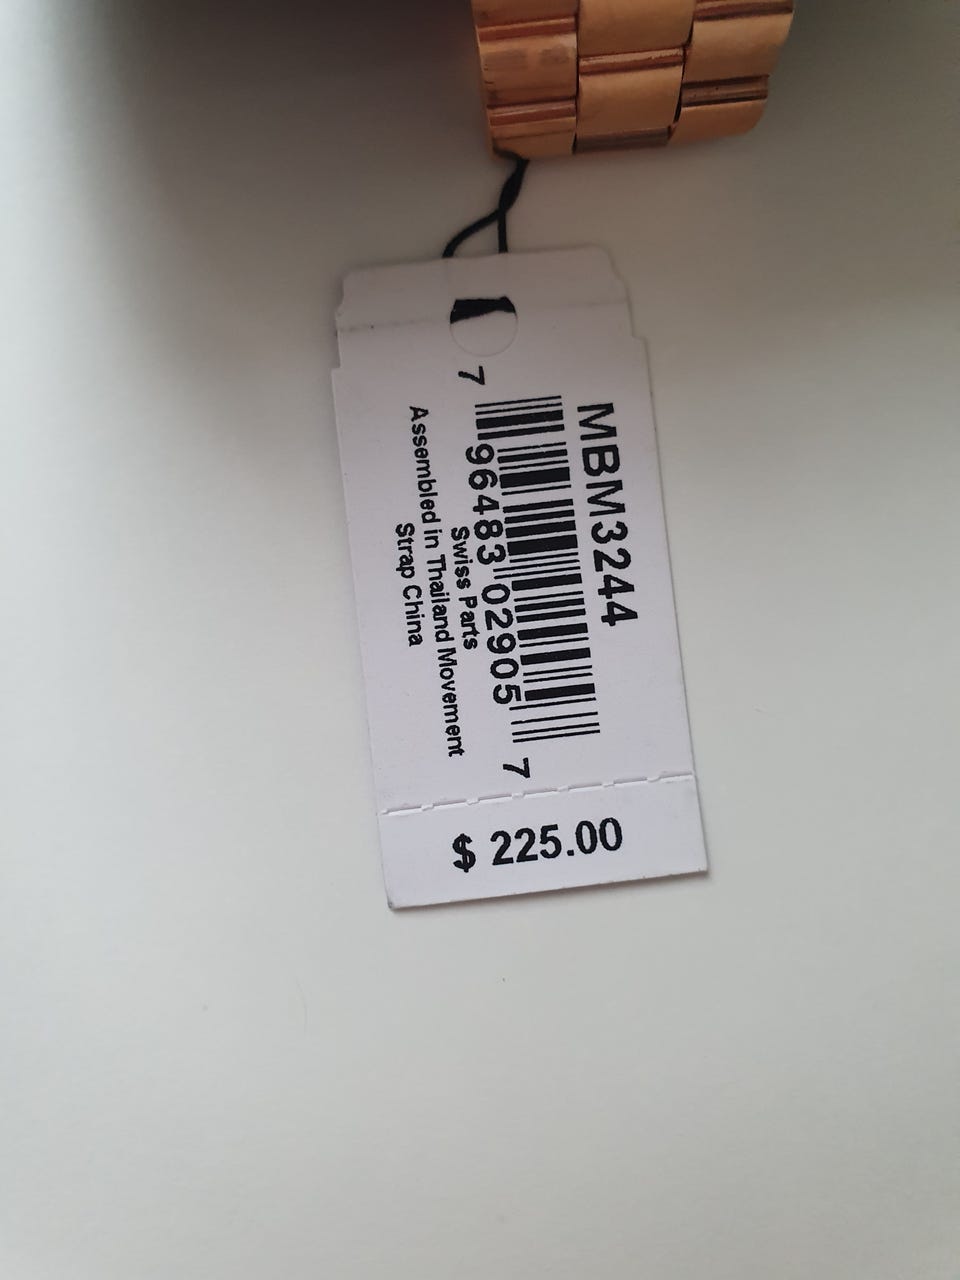 MBM3244
7 96483 02905 7
Swiss Parts
Assembled in Thailand Movement
Strap China
$ 225.00